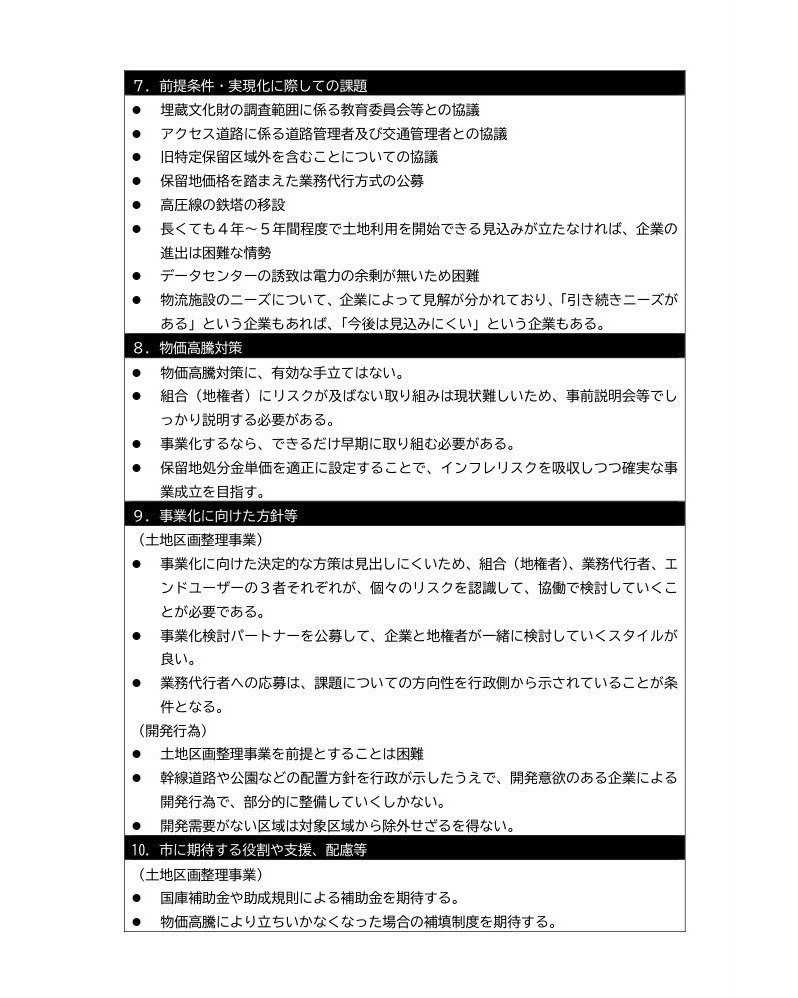 ７．前提条件・実現化に際しての課題
● 埋蔵文化財の調査範囲に係る教育委員会等との協議
● アクセス道路に係る道路管理者及び交通管理者との協議
● 旧特定保留区域外を含むことについての協議
● 保留地価格を踏まえた業務代行方式の公募
● 高圧線の鉄塔の移設
● 長くても４年～５年間程度で土地利用を開始できる見込みが立たなければ、企業の
進出は困難な情勢
● データセンターの誘致は電力の余剰が無いため困難
● 物流施設のニーズについて、企業によって見解が分かれており、「引き続きニーズが
ある」という企業もあれば、「今後は見込みにくい」という企業もある。
８．物価高騰対策
● 物価高騰対策に、有効な手立てはない。
● 組合（地権者）にリスクが及ばない取り組みは現状難しいため、事前説明会等でし
っかり説明する必要がある。
● 事業化するなら、できるだけ早期に取り組む必要がある。
● 保留地処分金単価を適正に設定することで、インフレリスクを吸収しつつ確実な事
業成立を目指す。
９．事業化に向けた方針等
（土地区画整理事業）
● 事業化に向けた決定的な方策は見出しにくいため、組合（地権者）、業務代行者、エ
ンドユーザーの３者それぞれが、個々のリスクを認識して、協働で検討していくこ
とが必要である。
● 事業化検討パートナーを公募して、企業と地権者が一緒に検討していくスタイルが
良い。
● 業務代行者への応募は、課題についての方向性を行政側から示されていることが条
件となる。
（開発行為）
● 土地区画整理事業を前提とすることは困難
● 幹線道路や公園などの配置方針を行政が示したうえで、開発意欲のある企業による
開発行為で、部分的に整備していくしかない。
● 開発需要がない区域は対象区域から除外せざるを得ない。
10．市に期待する役割や支援、配慮等
（土地区画整理事業）
● 国庫補助金や助成規則による補助金を期待する。
● 物価高騰により立ちいかなくなった場合の補填制度を期待する。